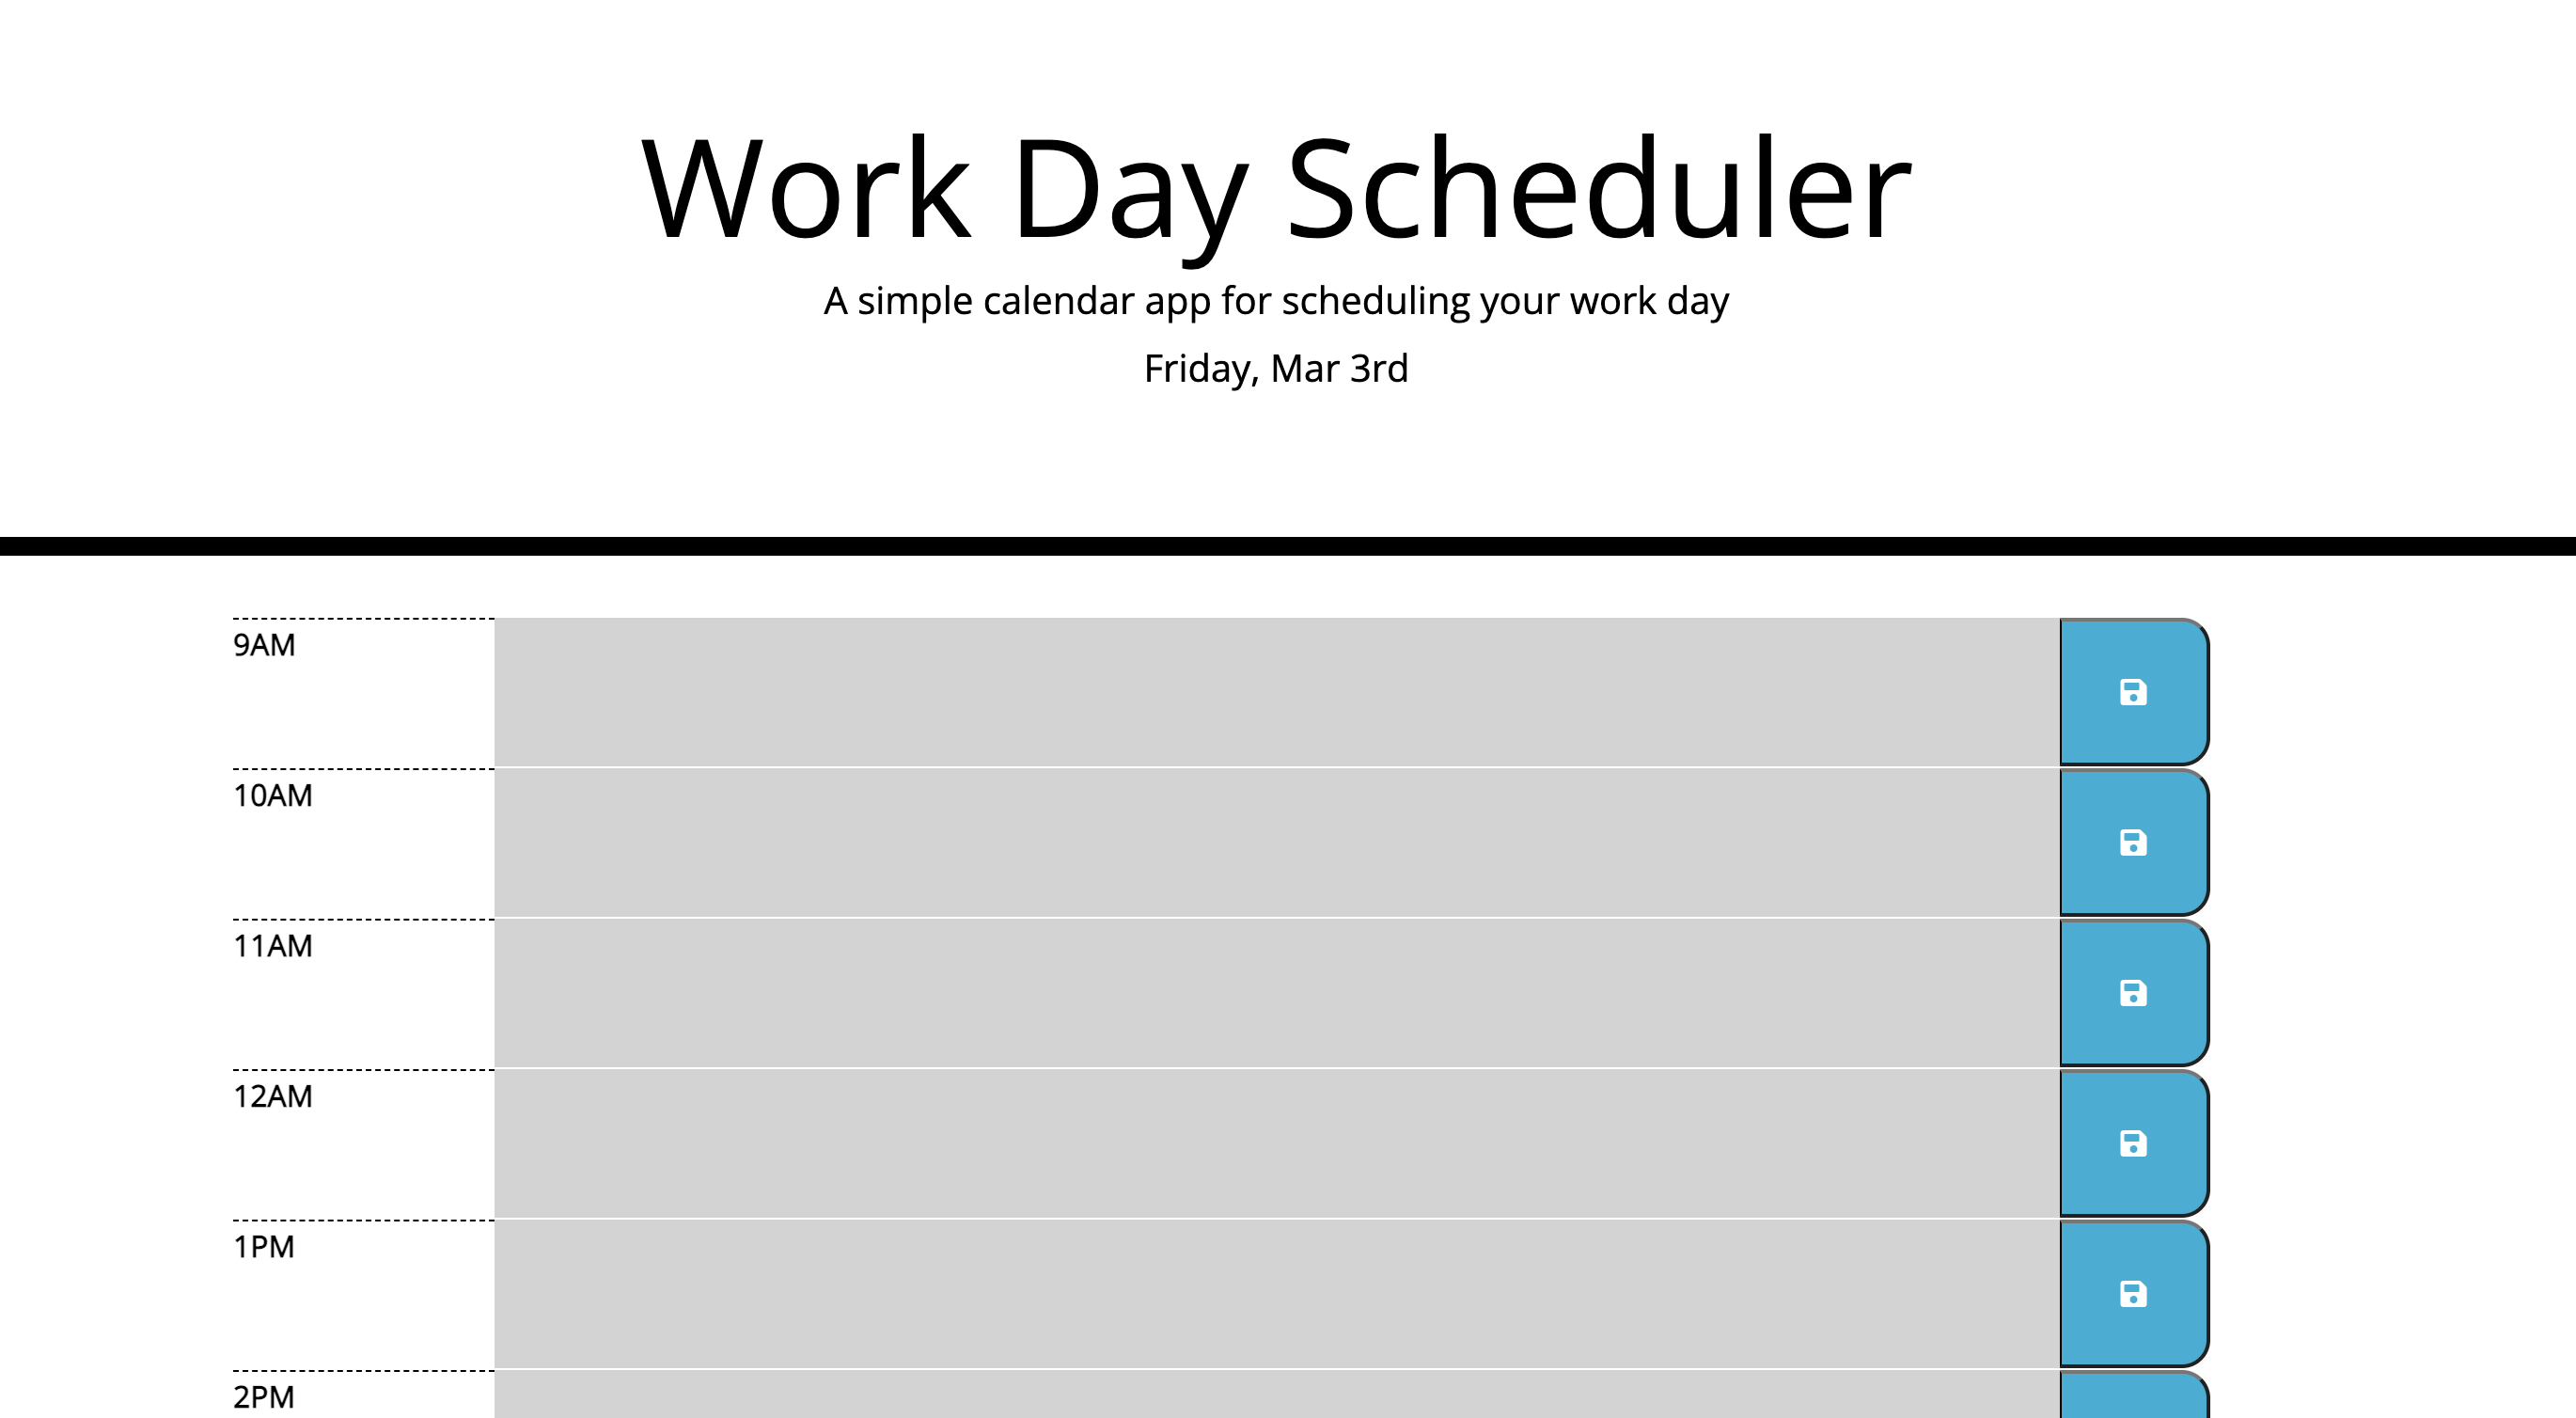 Work Day Scheduler
A simple calendar app for scheduling your work day
Friday, Mar 3rd
9AM
10AM
11AM
12AM
1PM
2PM